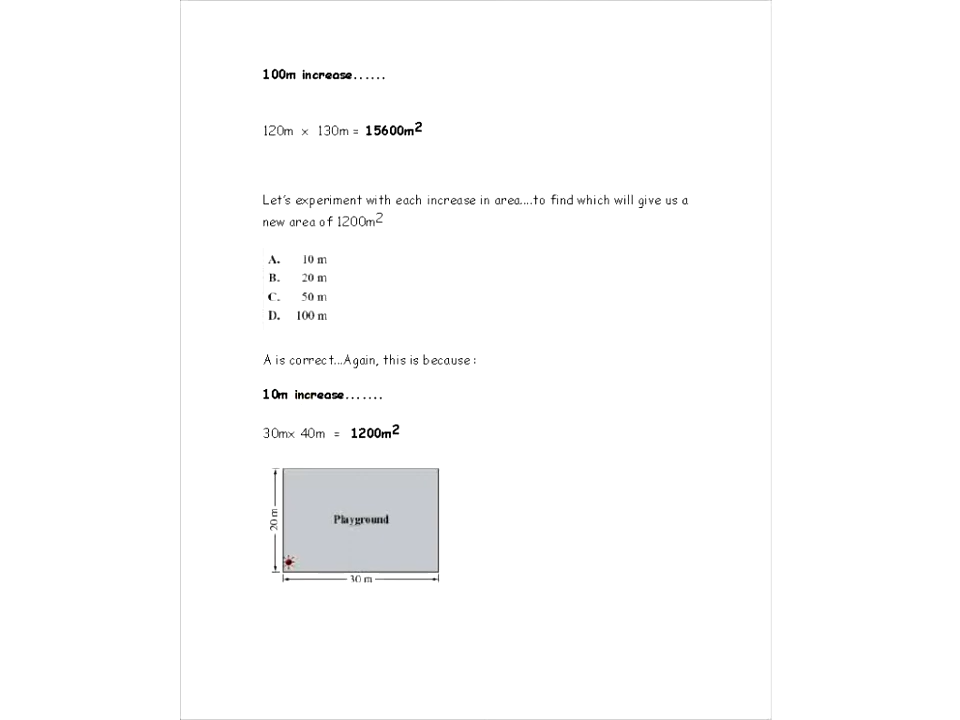 100m increase......
120m x 130m = 15600m²
Let's experiment with each increase in area....to find which will give us a
new area of 1200m²
A. 10 m
B. 20 m
C. 50 m
D. 100 m
A is correct...Again, this is because:
10m increase.......
30mx 40m = 1200m²
20 m
Playground
30 m